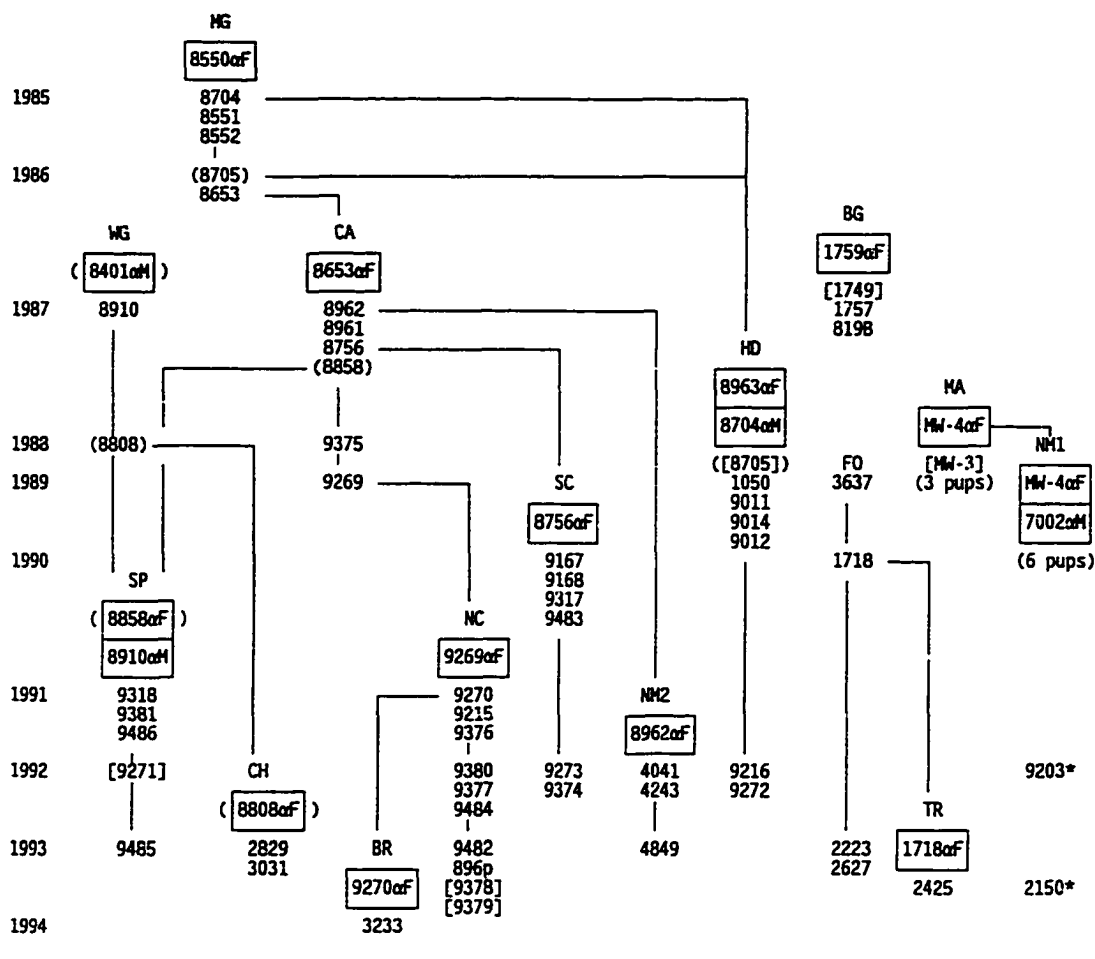 MG
8550αF
1985 8704
8551
8552
1986 (8705)
8653
BG
WG CA
1759αF
( 8401αM ) 8653αF
[1749]
1987 8910 8962 1757
8961 819B
8756 HD
(8858)
8963αF MA
8704αM MW-4αF
1988 (8808) 9375 NM1
([8705]) FO [MW-3]
1989 9269 SC 1050 3637 (3 pups) MW-4αF
9011
8756αF 9014 7002αM
9012
1990 9167 1718 (6 pups)
SP 9168
9317
( 8858αF ) NC 9483
8910αM 9269αF
1991 9318 9270 NM2
9381 9215
9486 9376 8962αF
1992 [9271] CH 9380 9273 4041 9216 9203*
9377 9374 4243 9272
( 8808αF ) 9484 TR
1993 9485 2829 BR 9482 4849 2223 1718αF
3031 896p 2627
9270αF [9378] 2425 2150*
[9379]
1994 3233